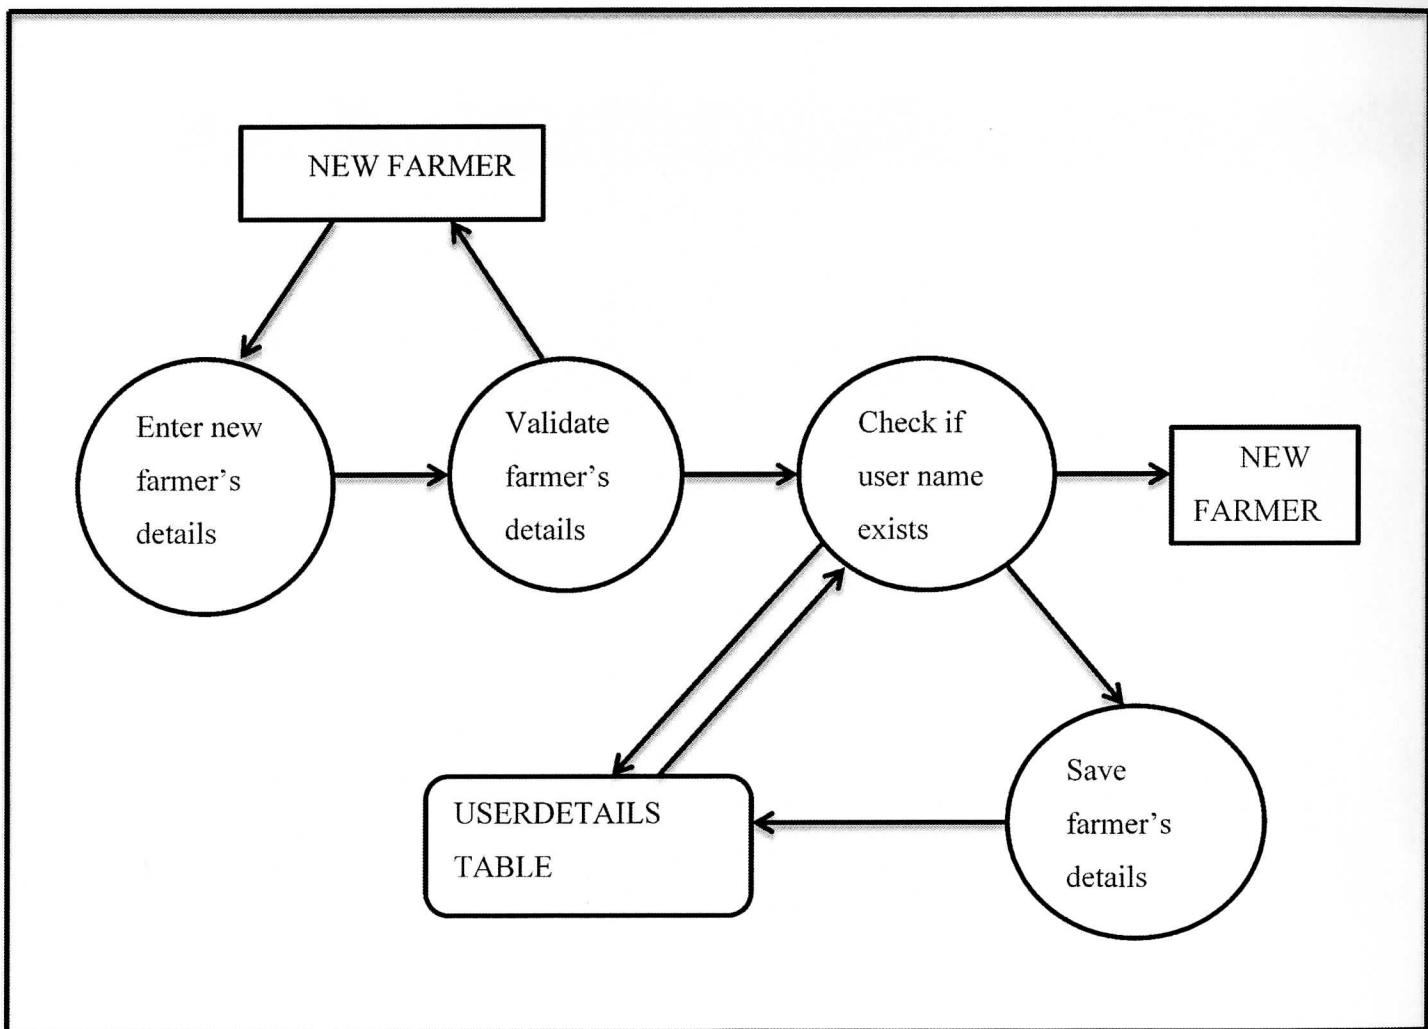 NEW FARMER
Enter new
farmer's
details
Validate
farmer's
details
Check if
user name
exists
NEW
FARMER
USERDETAILS
TABLE
Save
farmer's
details